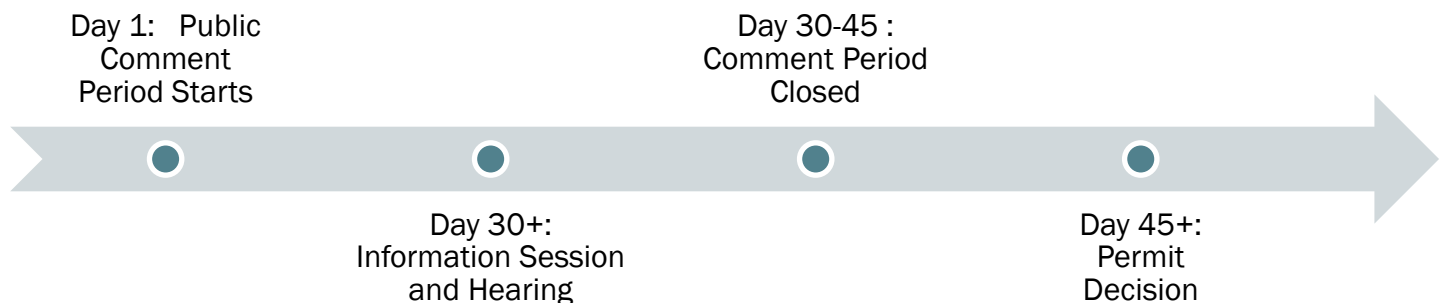 Day 1:   Public
Comment
Period Starts
Day 30+:
Information Session
and Hearing
Day 30-45 :
Comment Period
Closed
Day 45+:
Permit
Decision